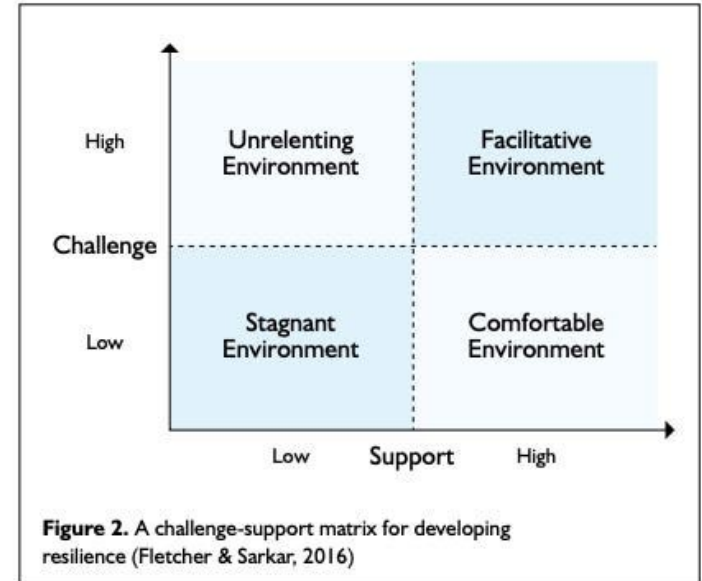 High
Unrelenting
Environment
Facilitative
Environment
Challenge
Low
Stagnant
Environment
Comfortable
Environment
Low
Support
High
Figure 2. A challenge-support matrix for developing
resilience (Fletcher & Sarkar, 2016)